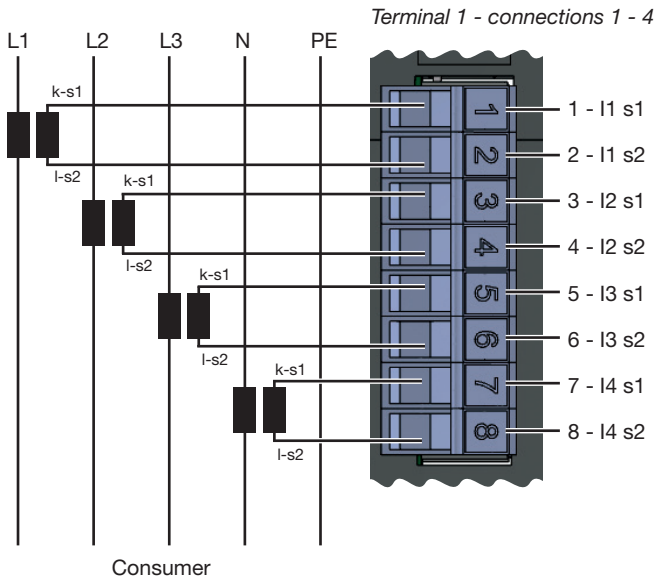 Terminal 1 - connections 1 - 4
L1 L2 L3 N PE
k-s1
1
1 - I1 s1
l-s2
2
2 - I1 s2
k-s1
3
3 - I2 s1
l-s2
4
4 - I2 s2
k-s1
5
5 - I3 s1
l-s2
6
6 - I3 s2
k-s1
7
7 - I4 s1
l-s2
8
8 - I4 s2
Consumer